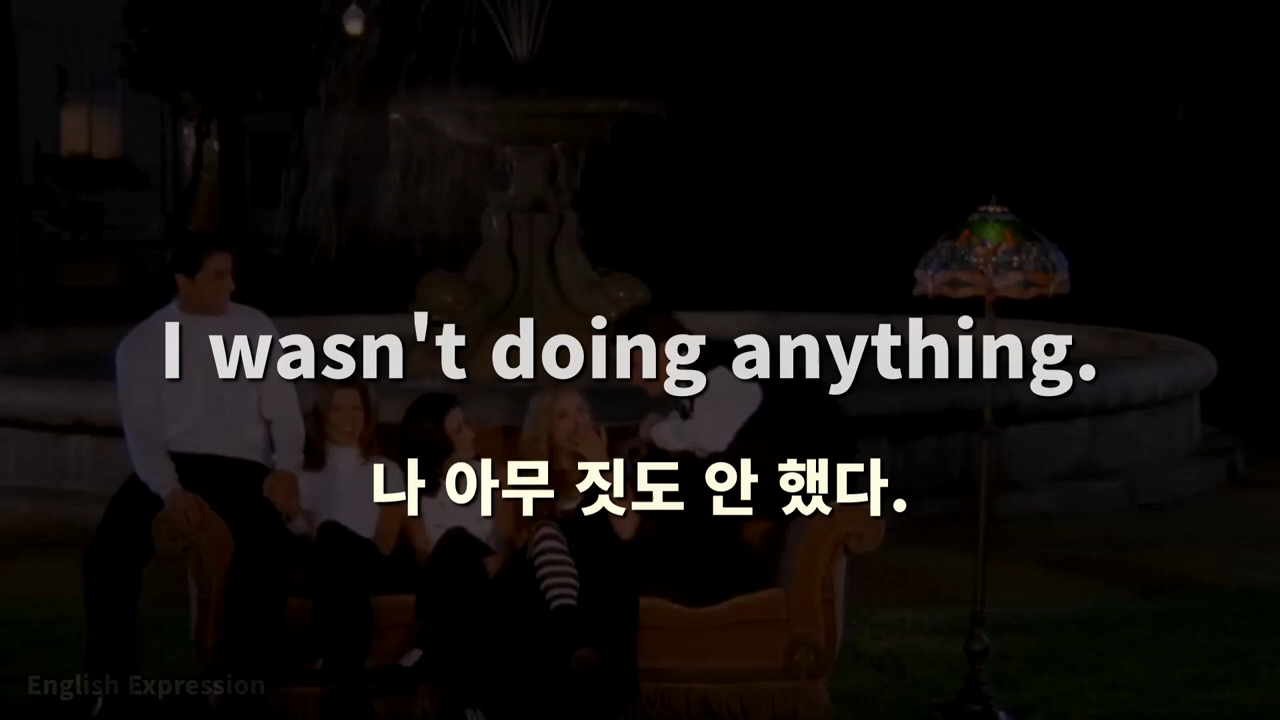 I wasn't doing anything.
나 아무 짓도 안 했다.
English Expression